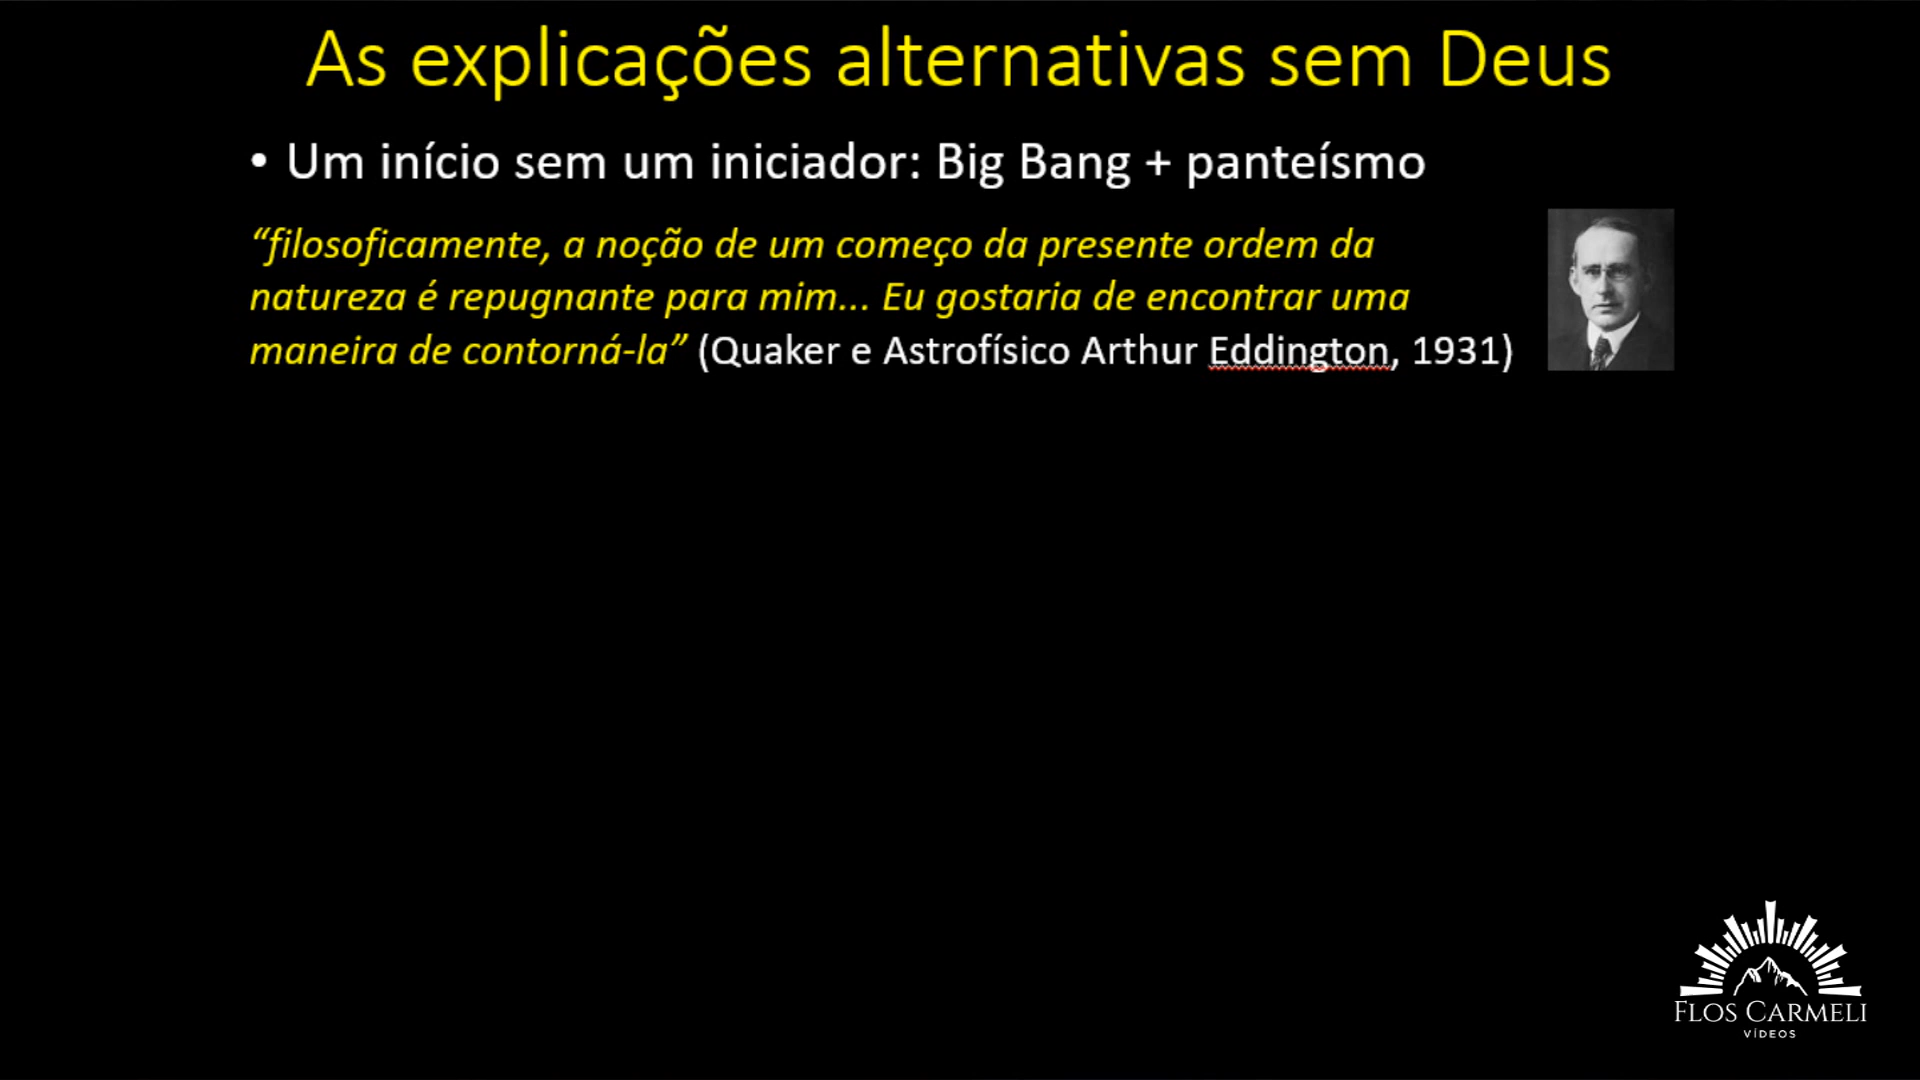 As explicações alternativas sem Deus
• Um início sem um iniciador: Big Bang + panteísmo
“filosoficamente, a noção de um começo da presente ordem da
natureza é repugnante para mim... Eu gostaria de encontrar uma
maneira de contorná-la” (Quaker e Astrofísico Arthur Eddington, 1931)
FLOS CARMELI
VÍDEOS